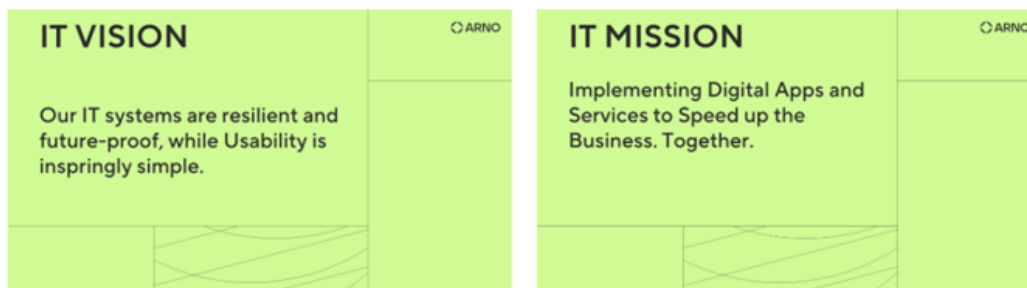 IT VISION
ARNO
Our IT systems are resilient and
future-proof, while Usability is
inspringly simple.
IT MISSION
ARNO
Implementing Digital Apps and
Services to Speed up the
Business. Together.